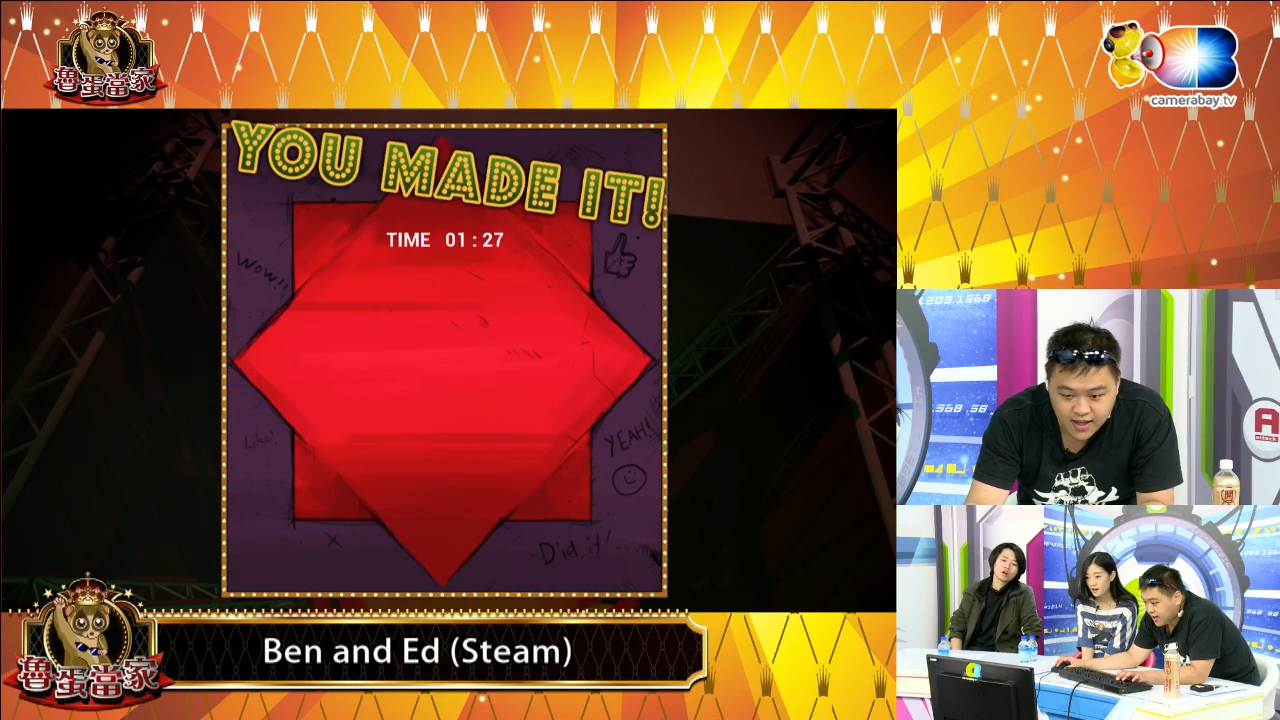 魯蛋當家
camerabay.tv
YOU MADE IT!
TIME 01 : 27
Wow!!
Like!
YEAH!
Did it!
A
attack
魯蛋當家
Ben and Ed (Steam)